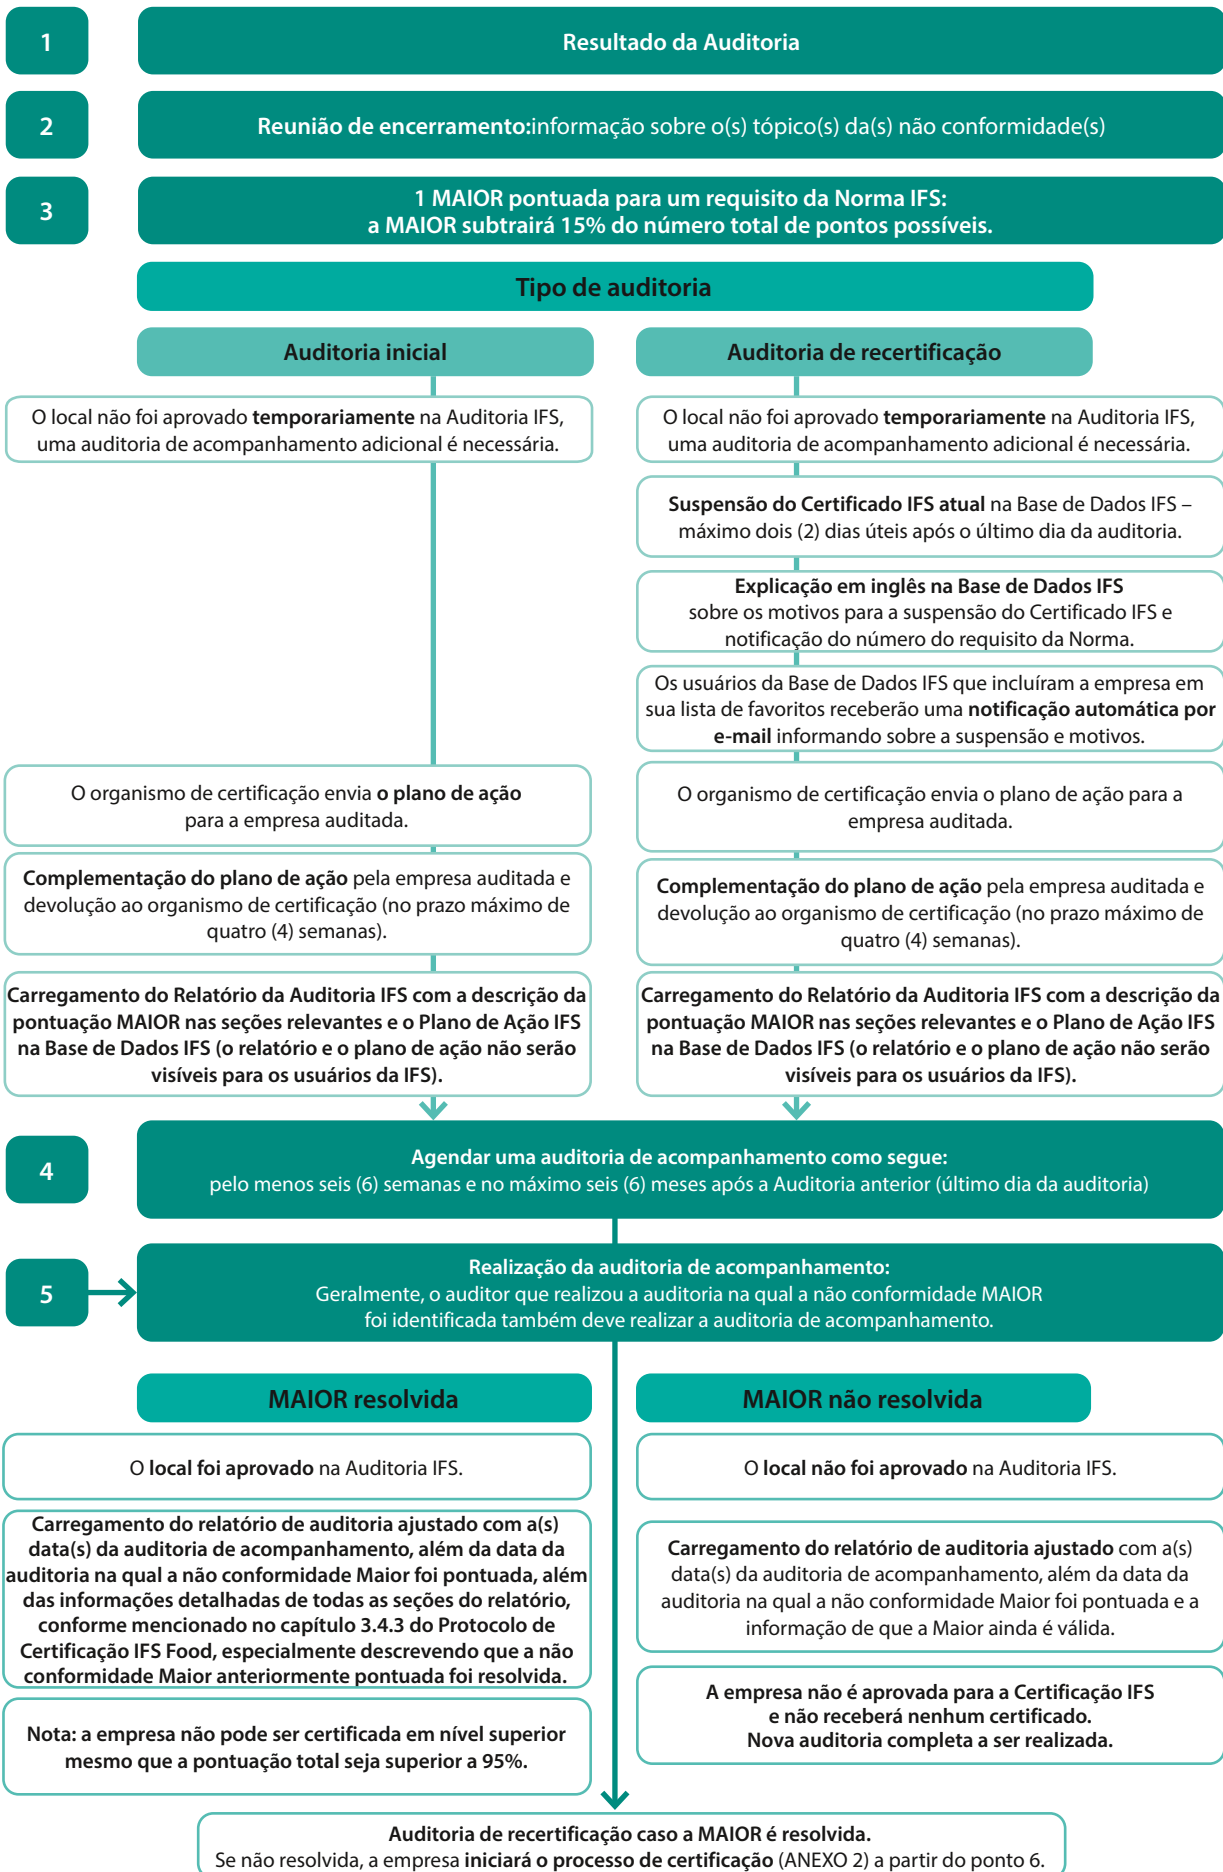 1
Resultado da Auditoria
2
Reunião de encerramento:informação sobre o(s) tópico(s) da(s) não conformidade(s)
3
1 MAIOR pontuada para um requisito da Norma IFS:
a MAIOR subtrairá 15% do número total de pontos possíveis.
Tipo de auditoria
Auditoria inicial
O local não foi aprovado temporariamente na Auditoria IFS,
uma auditoria de acompanhamento adicional é necessária.
O organismo de certificação envia o plano de ação
para a empresa auditada.
Complementação do plano de ação pela empresa auditada e
devolução ao organismo de certificação (no prazo máximo de
quatro (4) semanas).
Carregamento do Relatório da Auditoria IFS com a descrição da
pontuação MAIOR nas seções relevantes e o Plano de Ação IFS
na Base de Dados IFS (o relatório e o plano de ação não serão
visíveis para os usuários da IFS).
Auditoria de recertificação
O local não foi aprovado temporariamente na Auditoria IFS,
uma auditoria de acompanhamento adicional é necessária.
Suspensão do Certificado IFS atual na Base de Dados IFS –
máximo dois (2) dias úteis após o último dia da auditoria.
Explicação em inglês na Base de Dados IFS
sobre os motivos para a suspensão do Certificado IFS e
notificação do número do requisito da Norma.
Os usuários da Base de Dados IFS que incluíram a empresa em
sua lista de favoritos receberão uma notificação automática por
e-mail informando sobre a suspensão e motivos.
O organismo de certificação envia o plano de ação para a
empresa auditada.
Complementação do plano de ação pela empresa auditada e
devolução ao organismo de certificação (no prazo máximo de
quatro (4) semanas).
Carregamento do Relatório da Auditoria IFS com a descrição da
pontuação MAIOR nas seções relevantes e o Plano de Ação IFS
na Base de Dados IFS (o relatório e o plano de ação não serão
visíveis para os usuários da IFS).
4
Agendar uma auditoria de acompanhamento como segue:
pelo menos seis (6) semanas e no máximo seis (6) meses após a Auditoria anterior (último dia da auditoria)
5
Realização da auditoria de acompanhamento:
Geralmente, o auditor que realizou a auditoria na qual a não conformidade MAIOR
foi identificada também deve realizar a auditoria de acompanhamento.
MAIOR resolvida
O local foi aprovado na Auditoria IFS.
Carregamento do relatório de auditoria ajustado com a(s)
data(s) da auditoria de acompanhamento, além da data da
auditoria na qual a não conformidade Maior foi pontuada, além
das informações detalhadas de todas as seções do relatório,
conforme mencionado no capítulo 3.4.3 do Protocolo de
Certificação IFS Food, especialmente descrevendo que a não
conformidade Maior anteriormente pontuada foi resolvida.
Nota: a empresa não pode ser certificada em nível superior
mesmo que a pontuação total seja superior a 95%.
MAIOR não resolvida
O local não foi aprovado na Auditoria IFS.
Carregamento do relatório de auditoria ajustado com a(s)
data(s) da auditoria de acompanhamento, além da data da
auditoria na qual a não conformidade Maior foi pontuada e a
informação de que a Maior ainda é válida.
A empresa não é aprovada para a Certificação IFS
e não receberá nenhum certificado.
Nova auditoria completa a ser realizada.
Auditoria de recertificação caso a MAIOR é resolvida.
Se não resolvida, a empresa iniciará o processo de certificação (ANEXO 2) a partir do ponto 6.